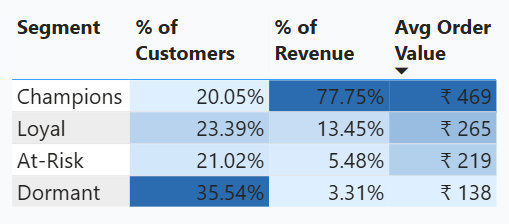 Segment % of Customers % of Revenue Avg Order Value
Champions 20.05% 77.75% ₹ 469
Loyal 23.39% 13.45% ₹ 265
At-Risk 21.02% 5.48% ₹ 219
Dormant 35.54% 3.31% ₹ 138